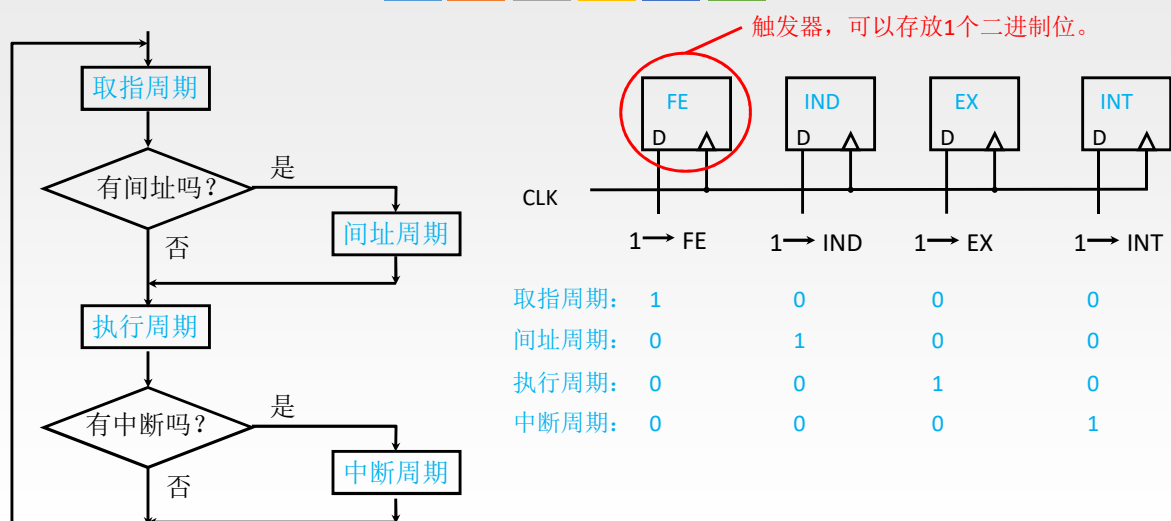 触发器，可以存放1个二进制位。
取指周期
有间址吗？
是
否
间址周期
执行周期
有中断吗？
是
否
中断周期
FE IND EX INT
D D D D
CLK
1 FE 1 IND 1 EX 1 INT
取指周期： 1 0 0 0
间址周期： 0 1 0 0
执行周期： 0 0 1 0
中断周期： 0 0 0 1